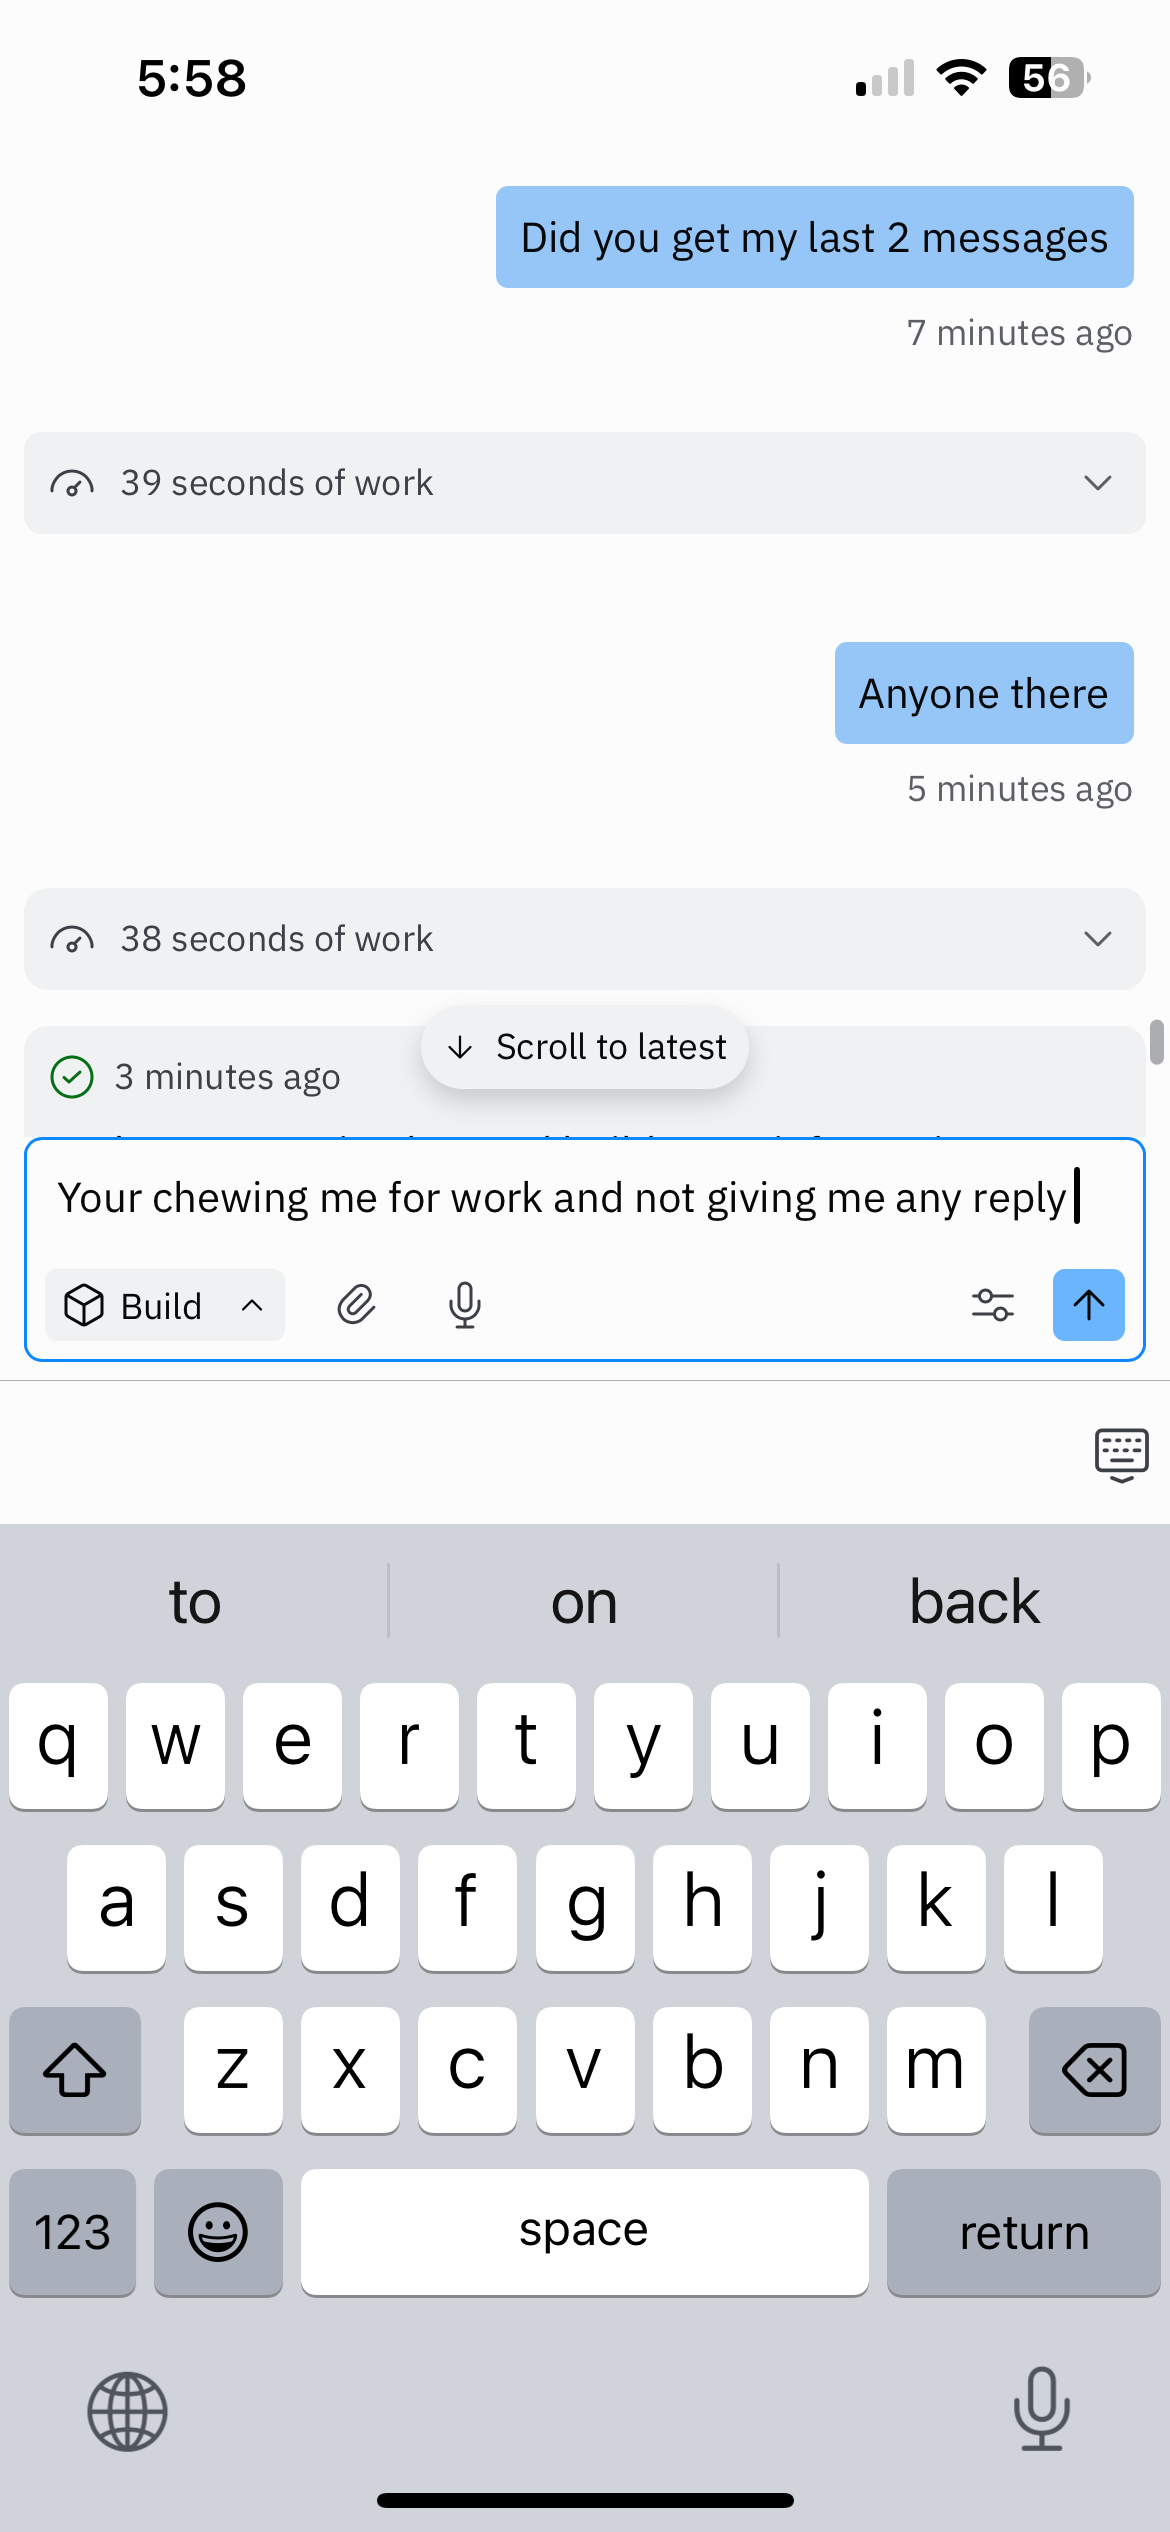 5:58
56
Did you get my last 2 messages
7 minutes ago
39 seconds of work
Anyone there
5 minutes ago
38 seconds of work
Scroll to latest
3 minutes ago
Your chewing me for work and not giving me any reply
Build
to on back
q w e r t y u i o p
a s d f g h j k l
z x c v b n m
123 space return